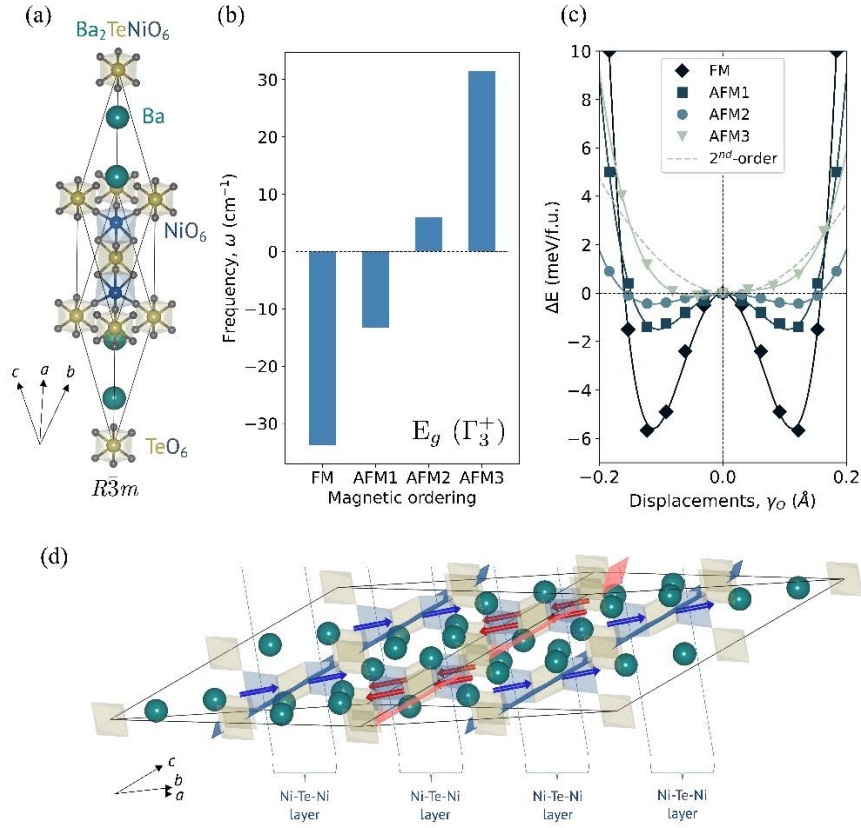 (a)
Ba₂TeNiO₆
Ba
NiO₆
c a b
TeO₆
R3̅m
(b)
Frequency, ω (cm⁻¹)
30
20
10
0
−10
−20
−30
E_g (Γ₃⁺)
FM AFM1 AFM2 AFM3
Magnetic ordering
(c)
ΔE (meV/f.u.)
10
8
6
4
2
0
−2
−4
−6
FM
AFM1
AFM2
AFM3
2ⁿᵈ-order
−0.2 0.0 0.2
Displacements, γ_O (Å)
(d)
c
b
a
Ni-Te-Ni Ni-Te-Ni Ni-Te-Ni Ni-Te-Ni
layer layer layer layer